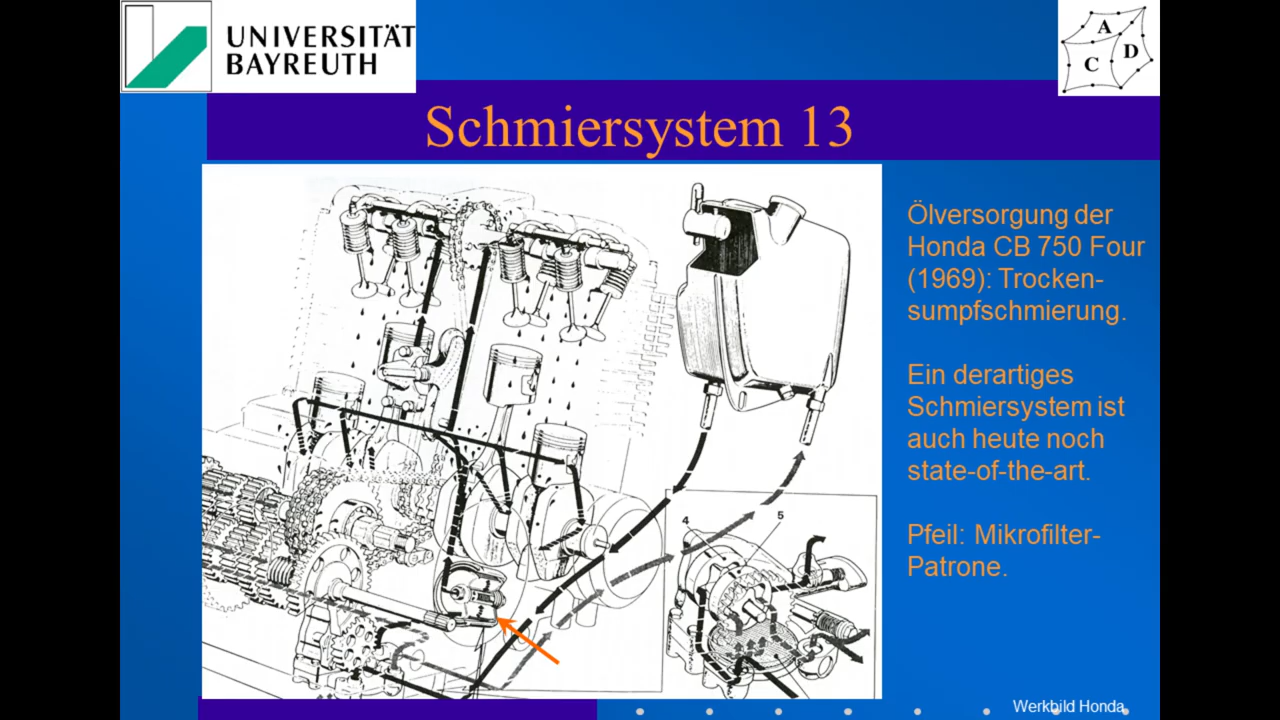 UNIVERSITÄT
BAYREUTH
A
D
C
Schmiersystem 13
Ölversorgung der
Honda CB 750 Four
(1969): Trocken-
sumpfschmierung.
Ein derartiges
Schmiersystem ist
auch heute noch
state-of-the-art.
Pfeil: Mikrofilter-
Patrone.
4
5
Werkbild Honda